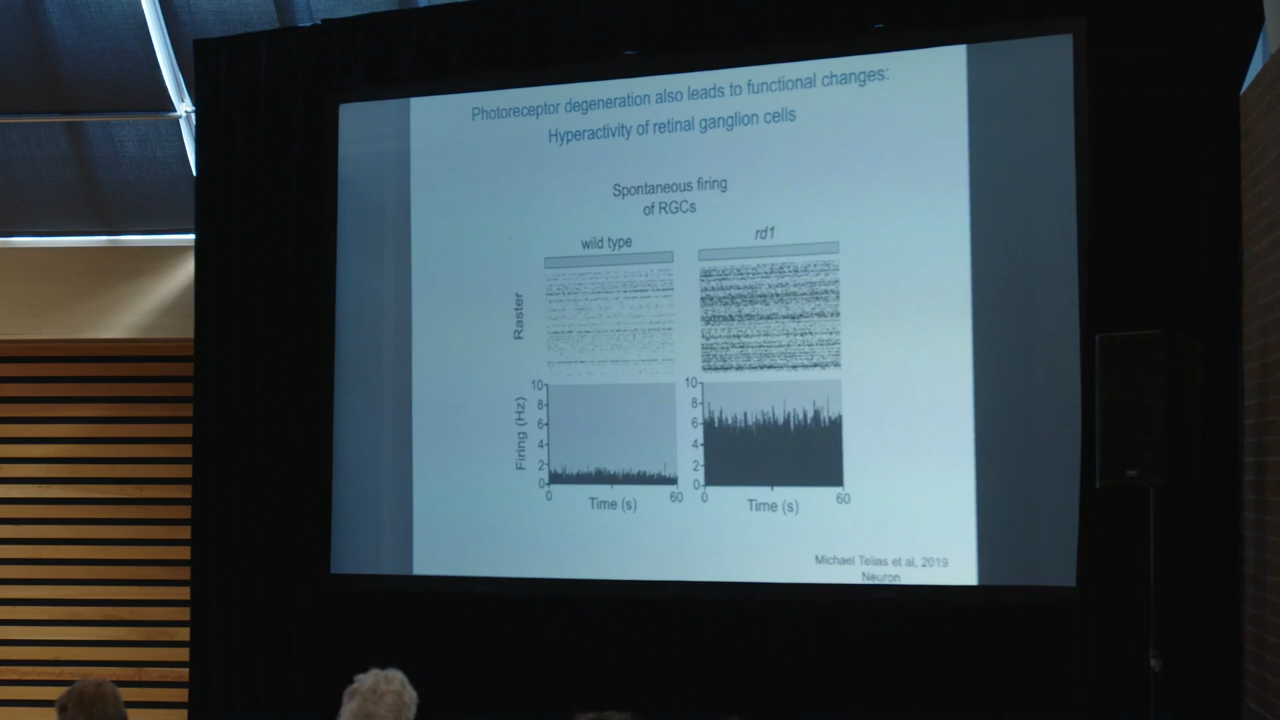 Photoreceptor degeneration also leads to functional changes:
Hyperactivity of retinal ganglion cells
Spontaneous firing
of RGCs
wild type
rd1
Raster
Firing (Hz)
10
8
6
4
2
0
0
60
Time (s)
10
8
6
4
2
0
0
60
Time (s)
Michael Telias et al, 2019
Neuron